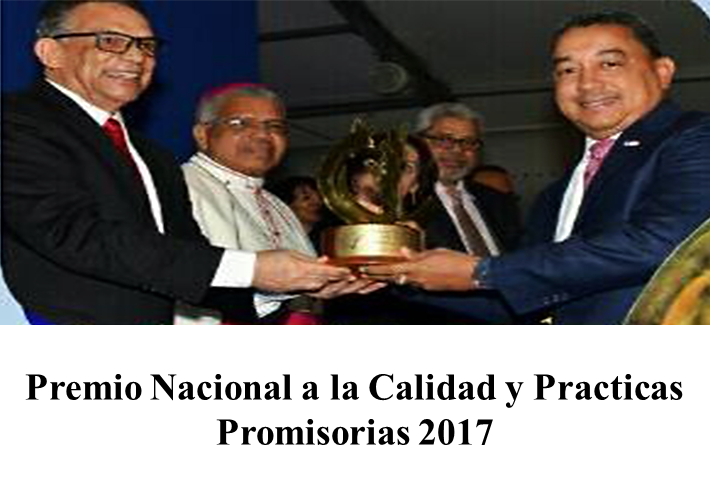 Premio Nacional a la Calidad y Practicas
Promisorias 2017